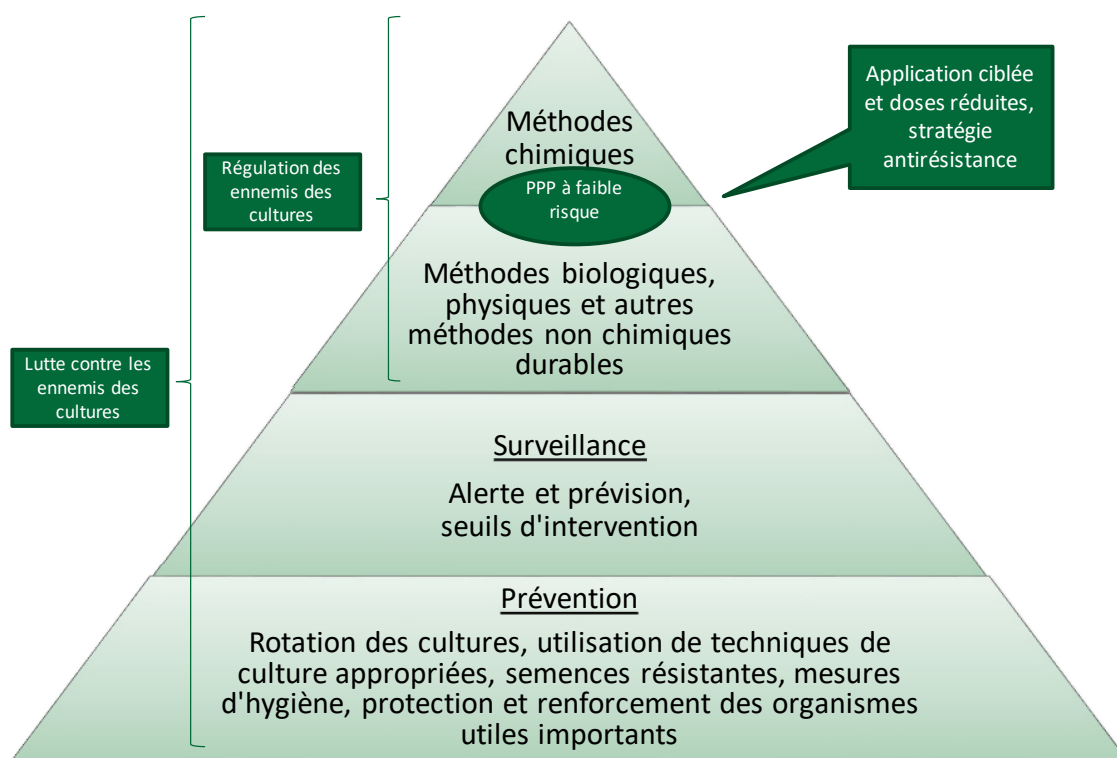 Méthodes
chimiques
PPP à faible
risque
Application ciblée
et doses réduites,
stratégie
antirésistance
Régulation des
ennemis des
cultures
Méthodes biologiques,
physiques et autres
méthodes non chimiques
durables
Lutte contre les
ennemis des
cultures
Surveillance
Alerte et prévision,
seuils d'intervention
Prévention
Rotation des cultures, utilisation de techniques de
culture appropriées, semences résistantes, mesures
d'hygiène, protection et renforcement des organismes
utiles importants